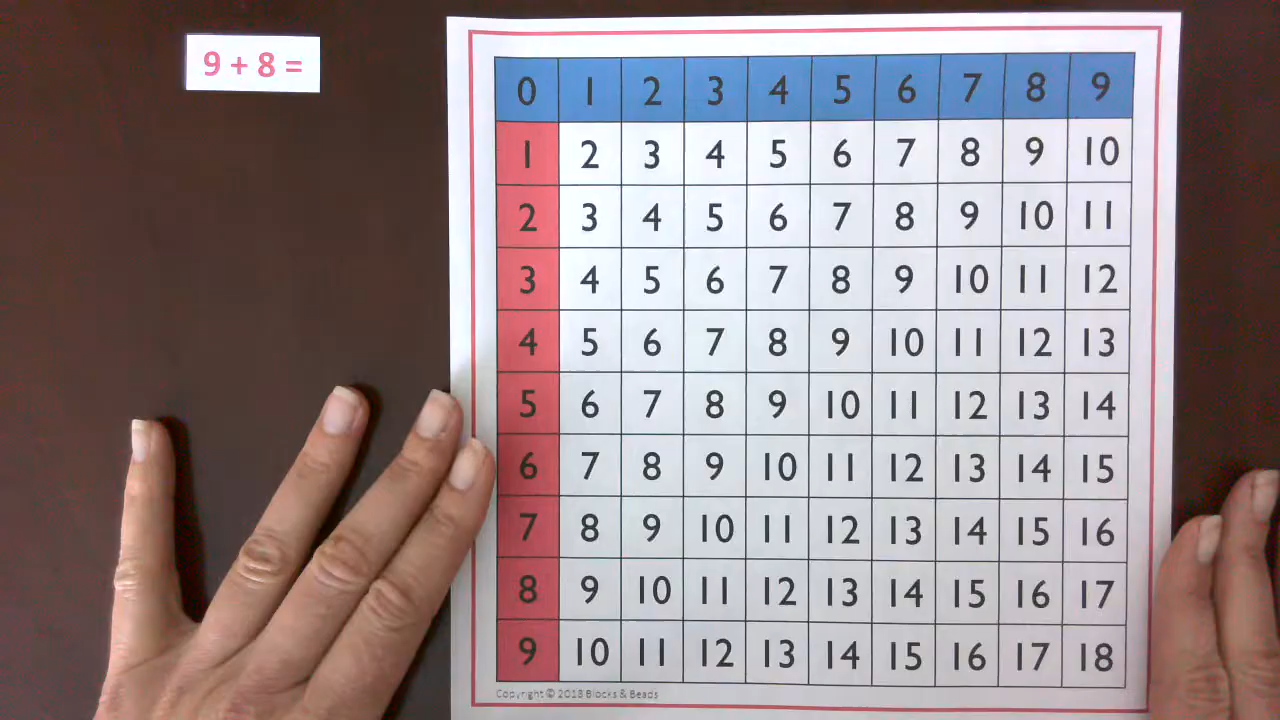 9 + 8 =
0 1 2 3 4 5 6 7 8 9
1 2 3 4 5 6 7 8 9 10
2 3 4 5 6 7 8 9 10 11
3 4 5 6 7 8 9 10 11 12
4 5 6 7 8 9 10 11 12 13
5 6 7 8 9 10 11 12 13 14
6 7 8 9 10 11 12 13 14 15
7 8 9 10 11 12 13 14 15 16
8 9 10 11 12 13 14 15 16 17
9 10 11 12 13 14 15 16 17 18
Copyright © 2018 Blocks & Beads